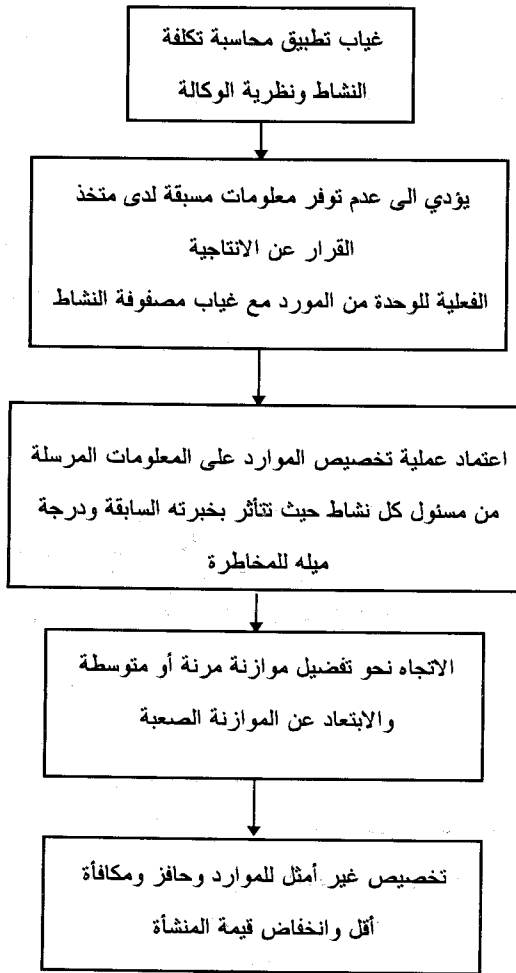 غياب تطبيق محاسبة تكلفة
النشاط ونظرية الوكالة
يؤدي الى عدم توفر معلومات مسبقة لدى متخذ
القرار عن الانتاجية
الفعلية للوحدة من المورد مع غياب مصفوفة النشاط
اعتماد عملية تخصيص الموارد على المعلومات المرسلة
من مسئول كل نشاط حيث تتأثر بخبرته السابقة ودرجة
ميله للمخاطرة
الاتجاه نحو تفضيل موازنة مرنة أو متوسطة
والابتعاد عن الموازنة الصعبة
تخصيص غير أمثل للموارد وحافز ومكافأة
أقل وانخفاض قيمة المنشأة